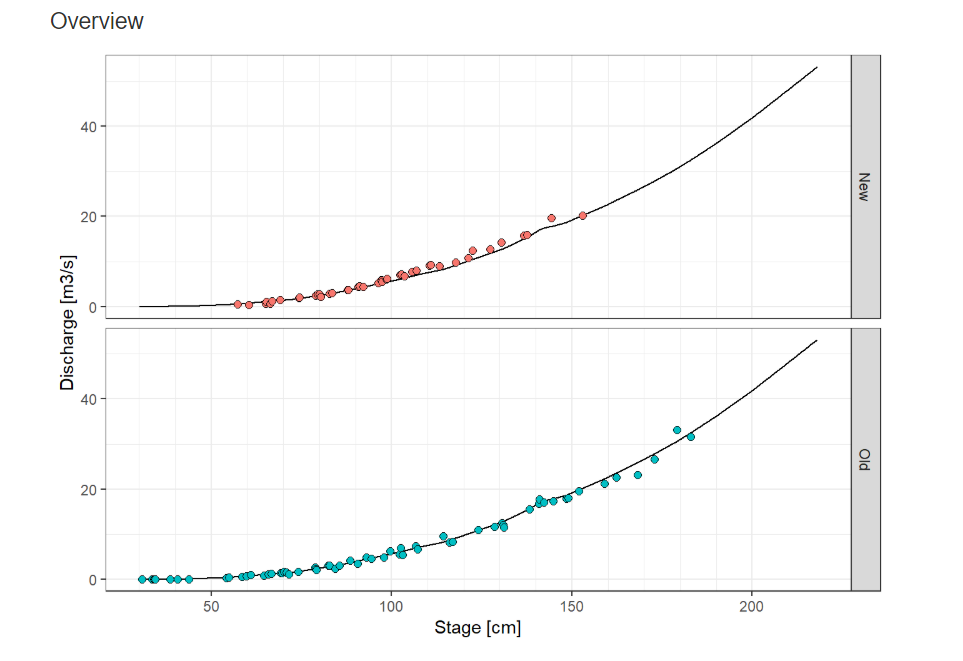 Overview
40
20
0
New
Discharge [m3/s]
40
20
0
Old
50 100 150 200
Stage [cm]